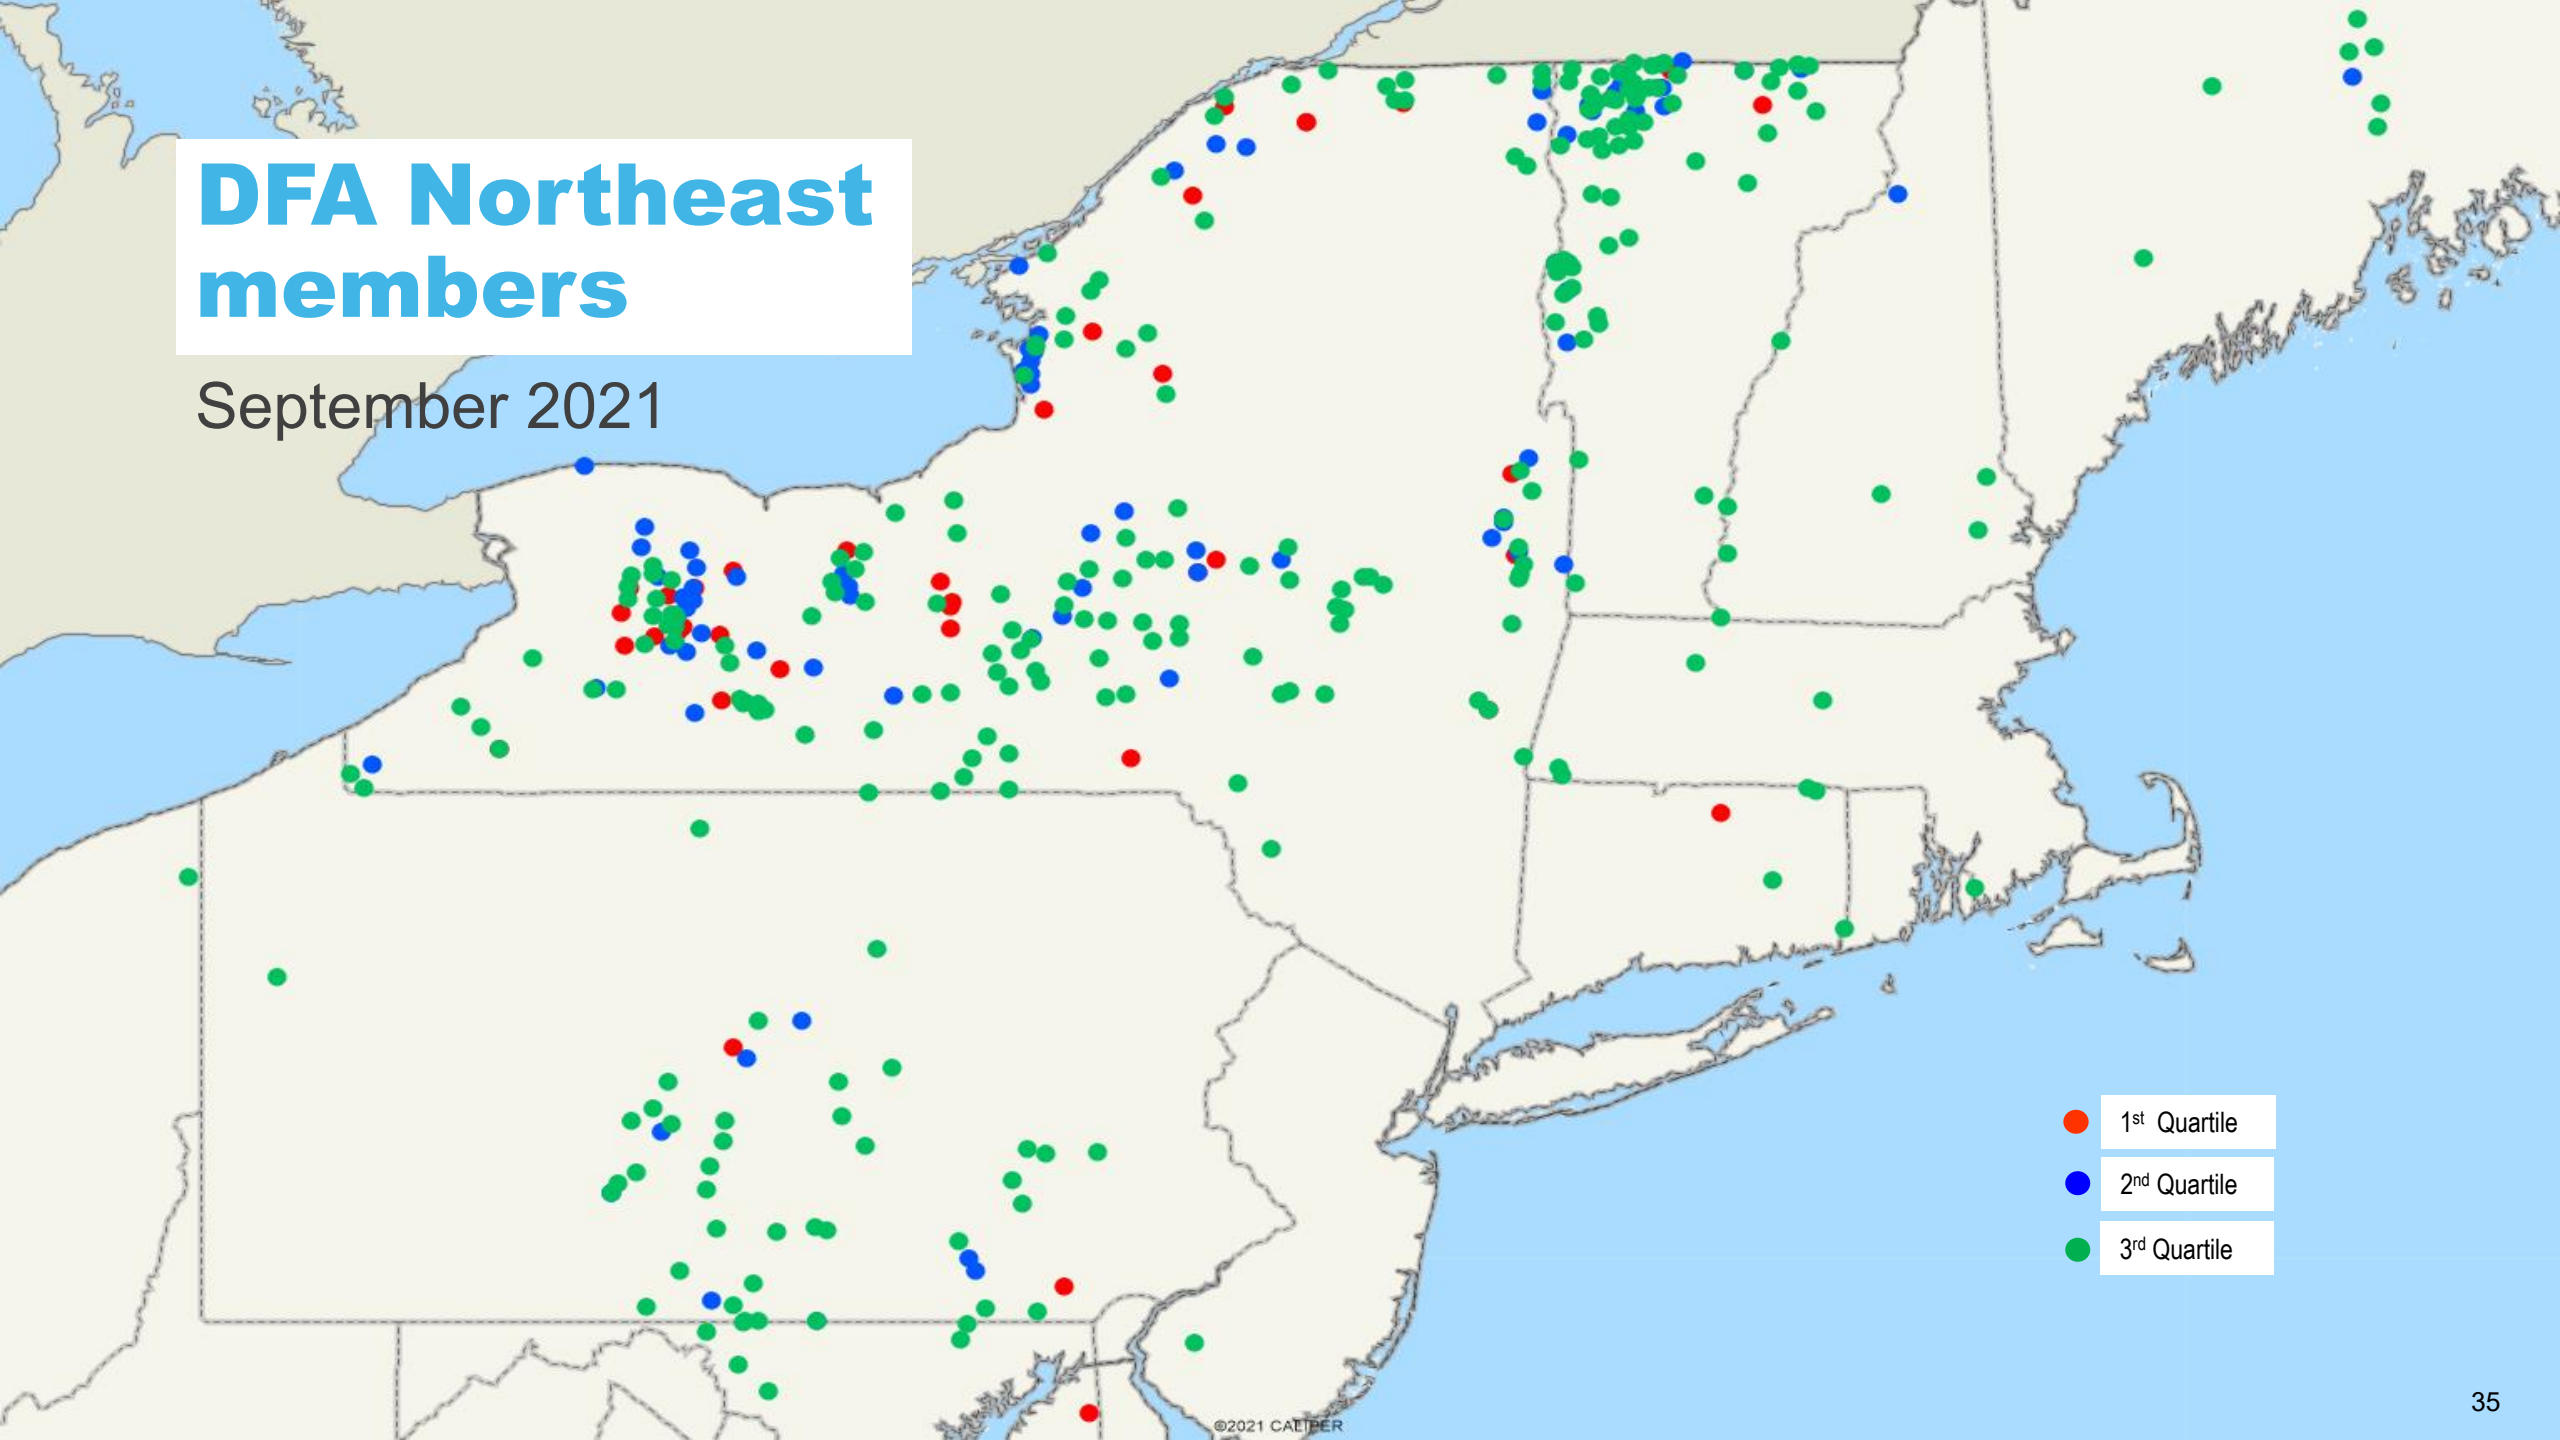 DFA Northeast
members
September 2021
1st Quartile
2nd Quartile
3rd Quartile
35
©2021 CALIPER